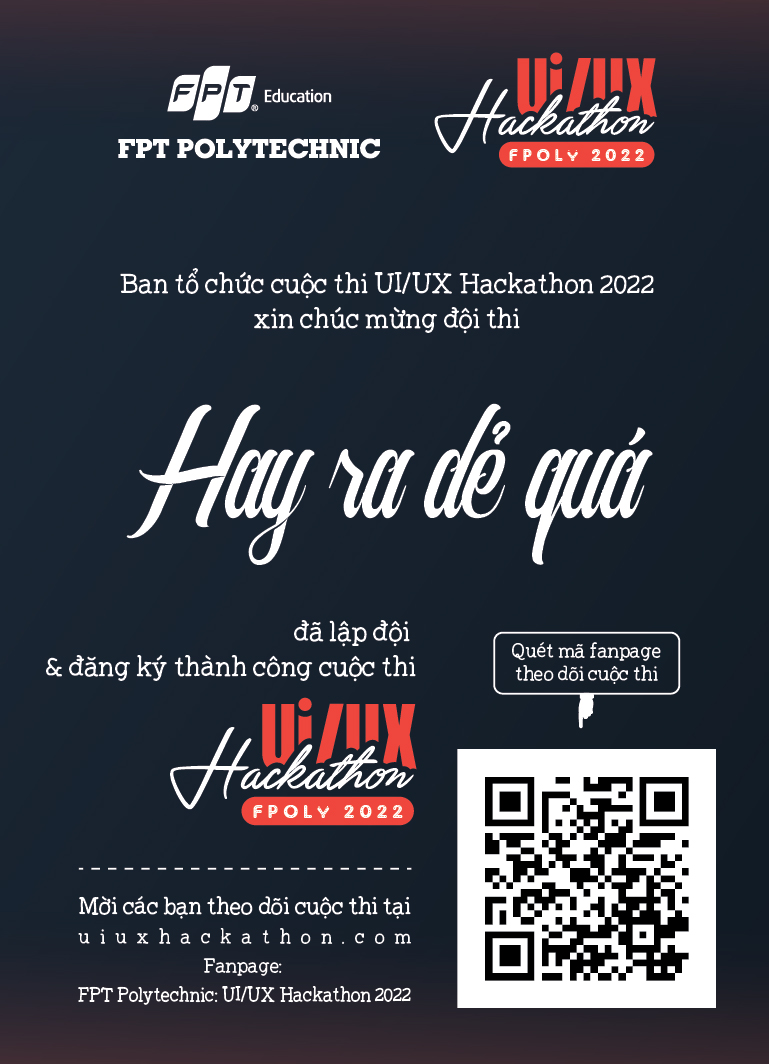 FPT® Education
FPT POLYTECHNIC
Ui/UX
Hackathon
FPOLY 2022
Ban tổ chức cuộc thi UI/UX Hackathon 2022
xin chúc mừng đội thi
Hay ra dẻ quá
đã lập đội
& đăng ký thành công cuộc thi
Ui/UX
Hackathon
FPOLY 2022
Quét mã fanpage
theo dõi cuộc thi
Mời các bạn theo dõi cuộc thi tại
uiuxhackathon.com
Fanpage:
FPT Polytechnic: UI/UX Hackathon 2022